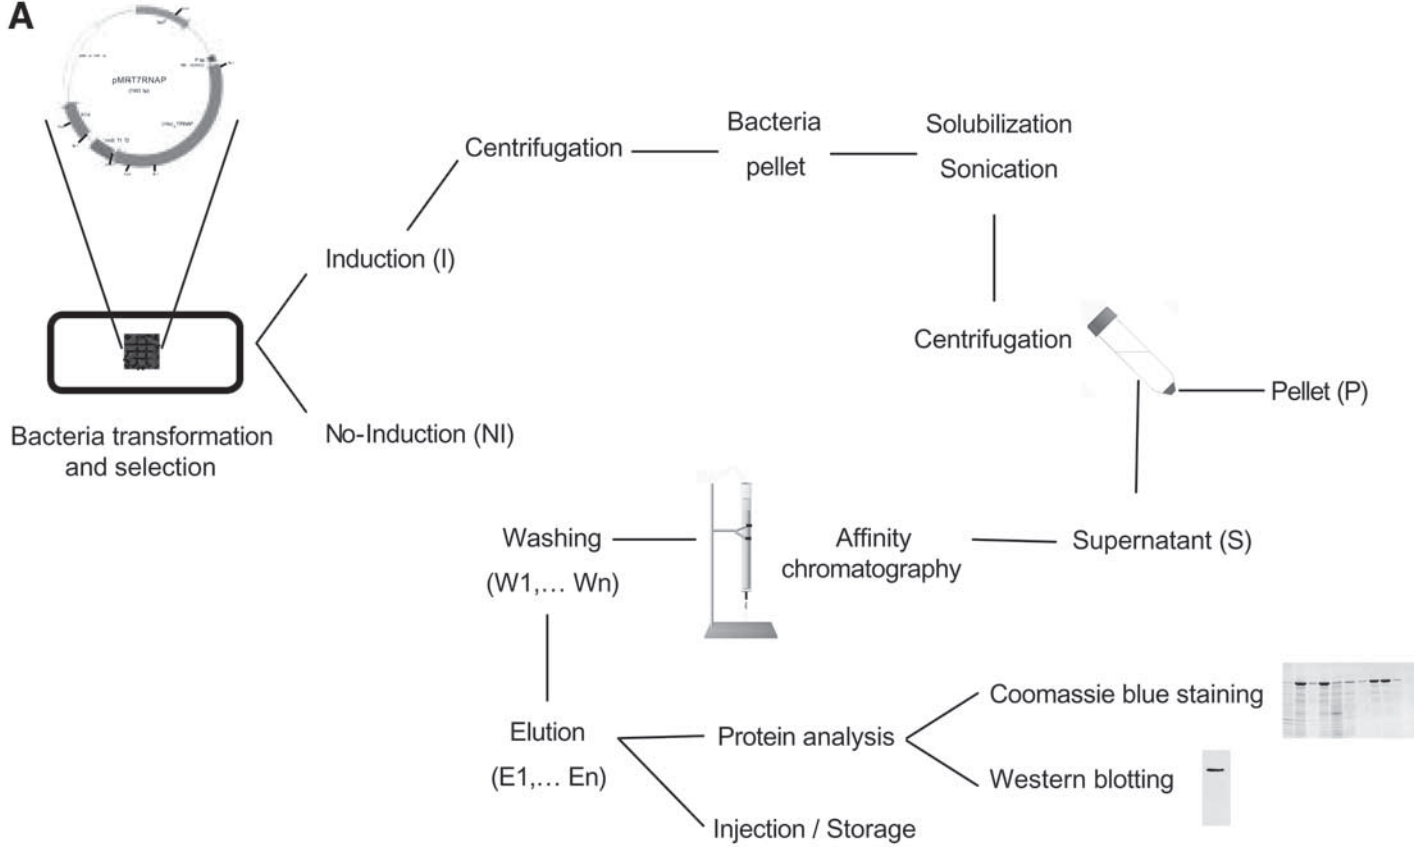 A
pMRT7RNAP
Centrifugation
Bacteria
pellet
Solubilization
Sonication
Induction (I)
Centrifugation
Pellet (P)
No-Induction (NI)
Bacteria transformation
and selection
Washing
(W1,... Wn)
Affinity
chromatography
Supernatant (S)
Elution
(E1,... En)
Protein analysis
Coomassie blue staining
Western blotting
Injection / Storage